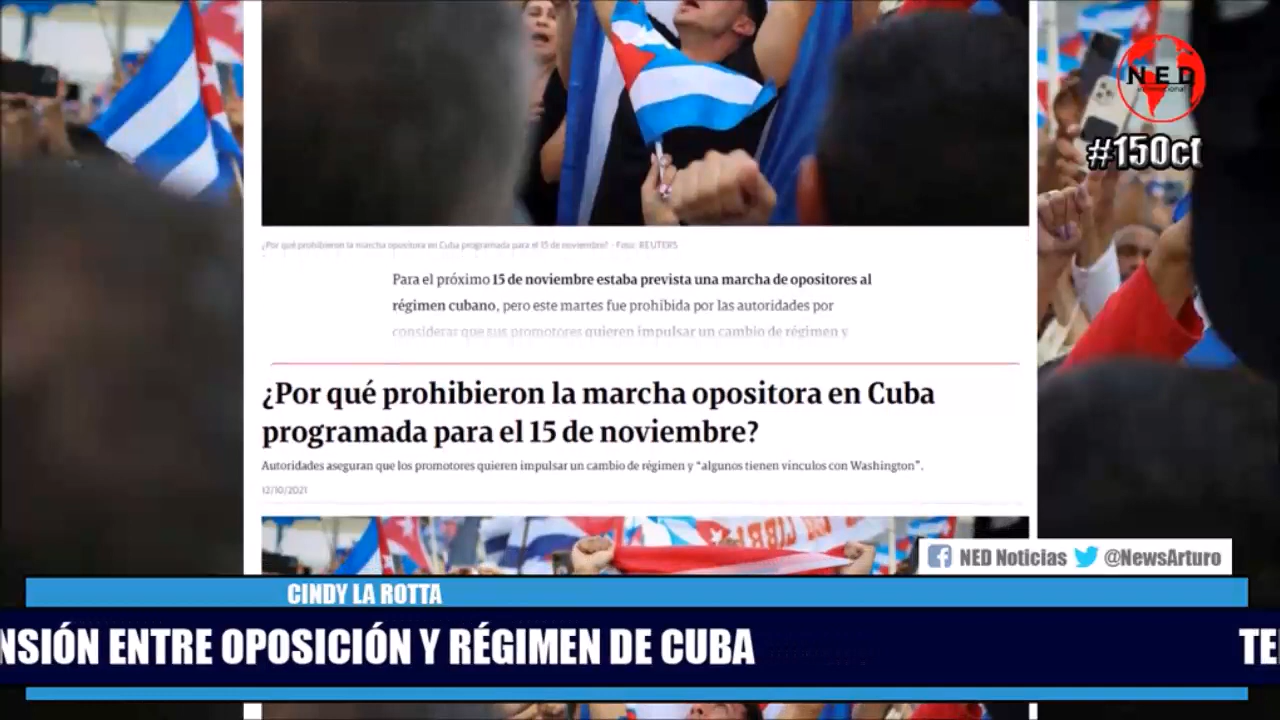 NED
international
#15Oct
¿Por qué prohibieron la marcha opositora en Cuba programada para el 15 de noviembre? - Foto: REUTERS
Para el próximo 15 de noviembre estaba prevista una marcha de opositores al
régimen cubano, pero este martes fue prohibida por las autoridades por
considerar que sus promotores quieren impulsar un cambio de régimen y
¿Por qué prohibieron la marcha opositora en Cuba
programada para el 15 de noviembre?
Autoridades aseguran que los promotores quieren impulsar un cambio de régimen y “algunos tienen vínculos con Washington”.
12/10/2021
NED Noticias @NewsArturo
CINDY LA ROTTA
NSIÓN ENTRE OPOSICIÓN Y RÉGIMEN DE CUBA TE